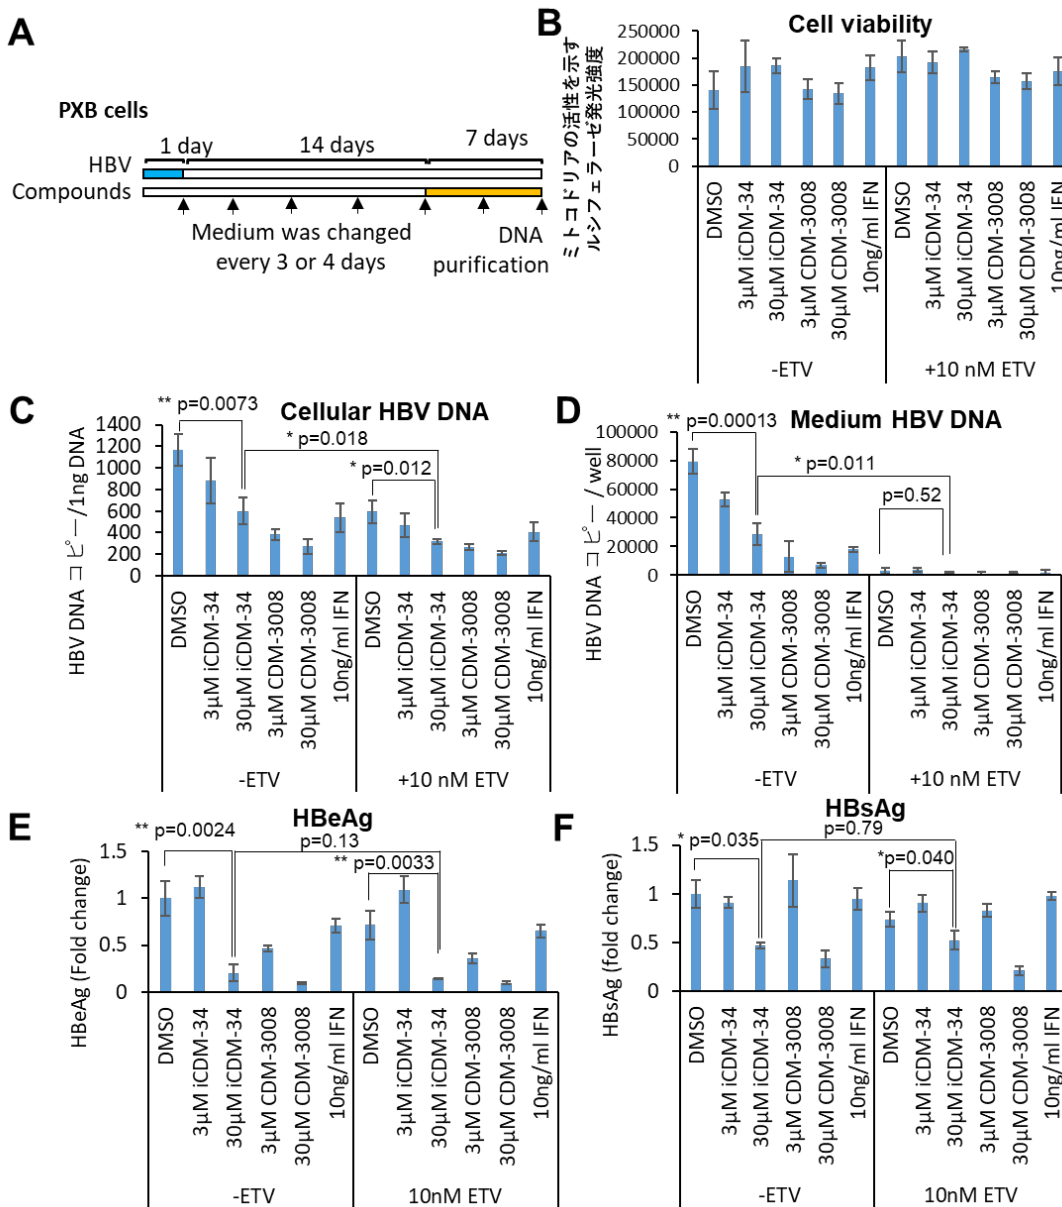 A
PXB cells
1 day
14 days
7 days
HBV
Compounds
Medium was changed
every 3 or 4 days
DNA
purification
B
Cell viability
ミトコドリアの活性を示す
ルシフェラーゼ発光強度
250000
200000
150000
100000
50000
0
DMSO
3µM iCDM-34
30µM iCDM-34
3µM CDM-3008
30µM CDM-3008
10ng/ml IFN
DMSO
3µM iCDM-34
30µM iCDM-34
3µM CDM-3008
30µM CDM-3008
10ng/ml IFN
-ETV
+10 nM ETV
C
Cellular HBV DNA
** p=0.0073
* p=0.018
* p=0.012
HBV DNA コピー/1ng DNA
1400
1200
1000
800
600
400
200
0
DMSO
3µM iCDM-34
30µM iCDM-34
3µM CDM-3008
30µM CDM-3008
10ng/ml IFN
DMSO
3µM iCDM-34
30µM iCDM-34
3µM CDM-3008
30µM CDM-3008
10ng/ml IFN
-ETV
+10 nM ETV
D
Medium HBV DNA
** p=0.00013
* p=0.011
p=0.52
HBV DNA コピー / well
100000
80000
60000
40000
20000
0
DMSO
3µM iCDM-34
30µM iCDM-34
3µM CDM-3008
30µM CDM-3008
10ng/ml IFN
DMSO
3µM iCDM-34
30µM iCDM-34
3µM CDM-3008
30µM CDM-3008
10ng/ml IFN
-ETV
+10 nM ETV
E
HBeAg
** p=0.0024
p=0.13
** p=0.0033
HBeAg (Fold change)
1.5
1
0.5
0
DMSO
3µM iCDM-34
30µM iCDM-34
3µM CDM-3008
30µM CDM-3008
10ng/ml IFN
DMSO
3µM iCDM-34
30µM iCDM-34
3µM CDM-3008
30µM CDM-3008
10ng/ml IFN
-ETV
10nM ETV
F
HBsAg
p=0.79
* p=0.035
*p=0.040
HBsAg (fold change)
1.5
1
0.5
0
DMSO
3µM iCDM-34
30µM iCDM-34
3µM CDM-3008
30µM CDM-3008
10ng/ml IFN
DMSO
3µM iCDM-34
30µM iCDM-34
3µM CDM-3008
30µM CDM-3008
10ng/ml IFN
-ETV
10nM ETV